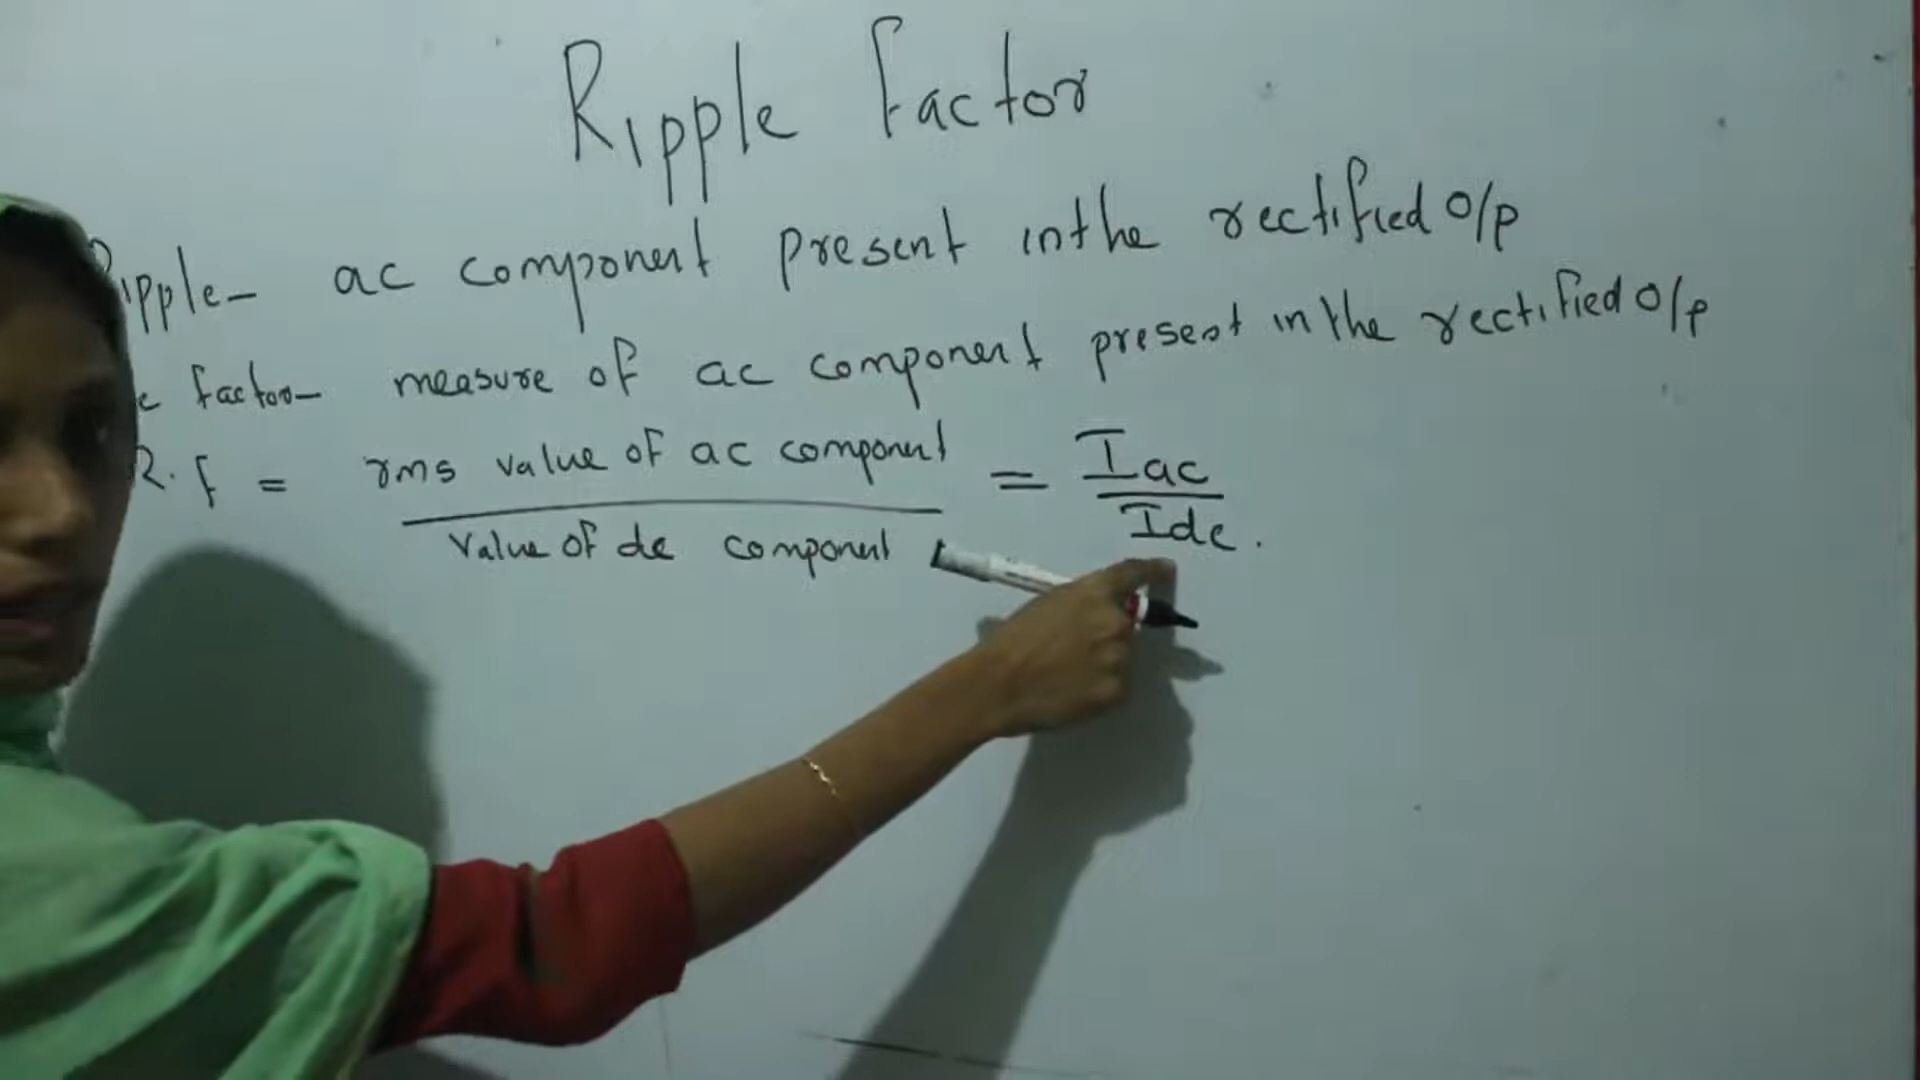 Ripple Factor
Ripple- ac component present in the rectified o/p
factor- measure of ac component present in the rectified o/p
R.f = rms value of ac component = Iac
Value of dc component Idc.